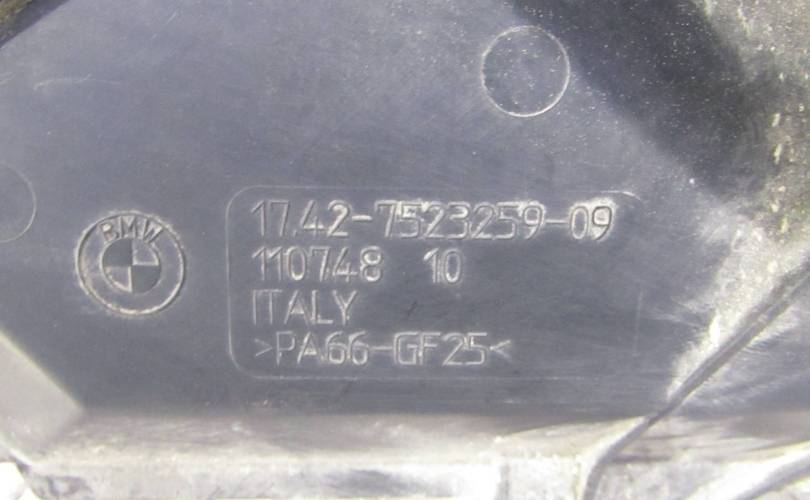 BMW
17.42-7523259-09
110748 10
ITALY
>PA66-GF25<